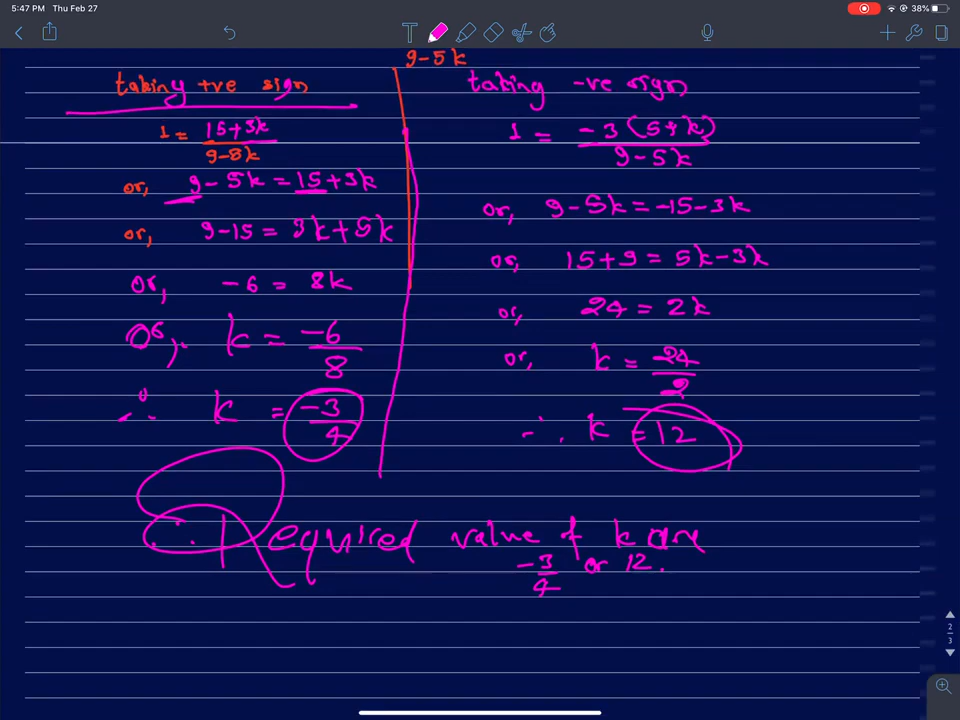 5:47 PM Thu Feb 27
38%
9-5k
taking +ve sign
1 = 15+3k / 9-8k
or, 9-5k = 15+3k
or, 9-15 = 3k+5k
or, -6 = 8k
or, k = -6/8
∴ k = -3/4
taking -ve sign
1 = -3(5+k) / 9-5k
or, 9-5k = -15-3k
or, 15+9 = 5k-3k
or, 24 = 2k
or, k = 24/2
∴ k = 12
∴ Required value of k are
-3/4 or 12.
2
3